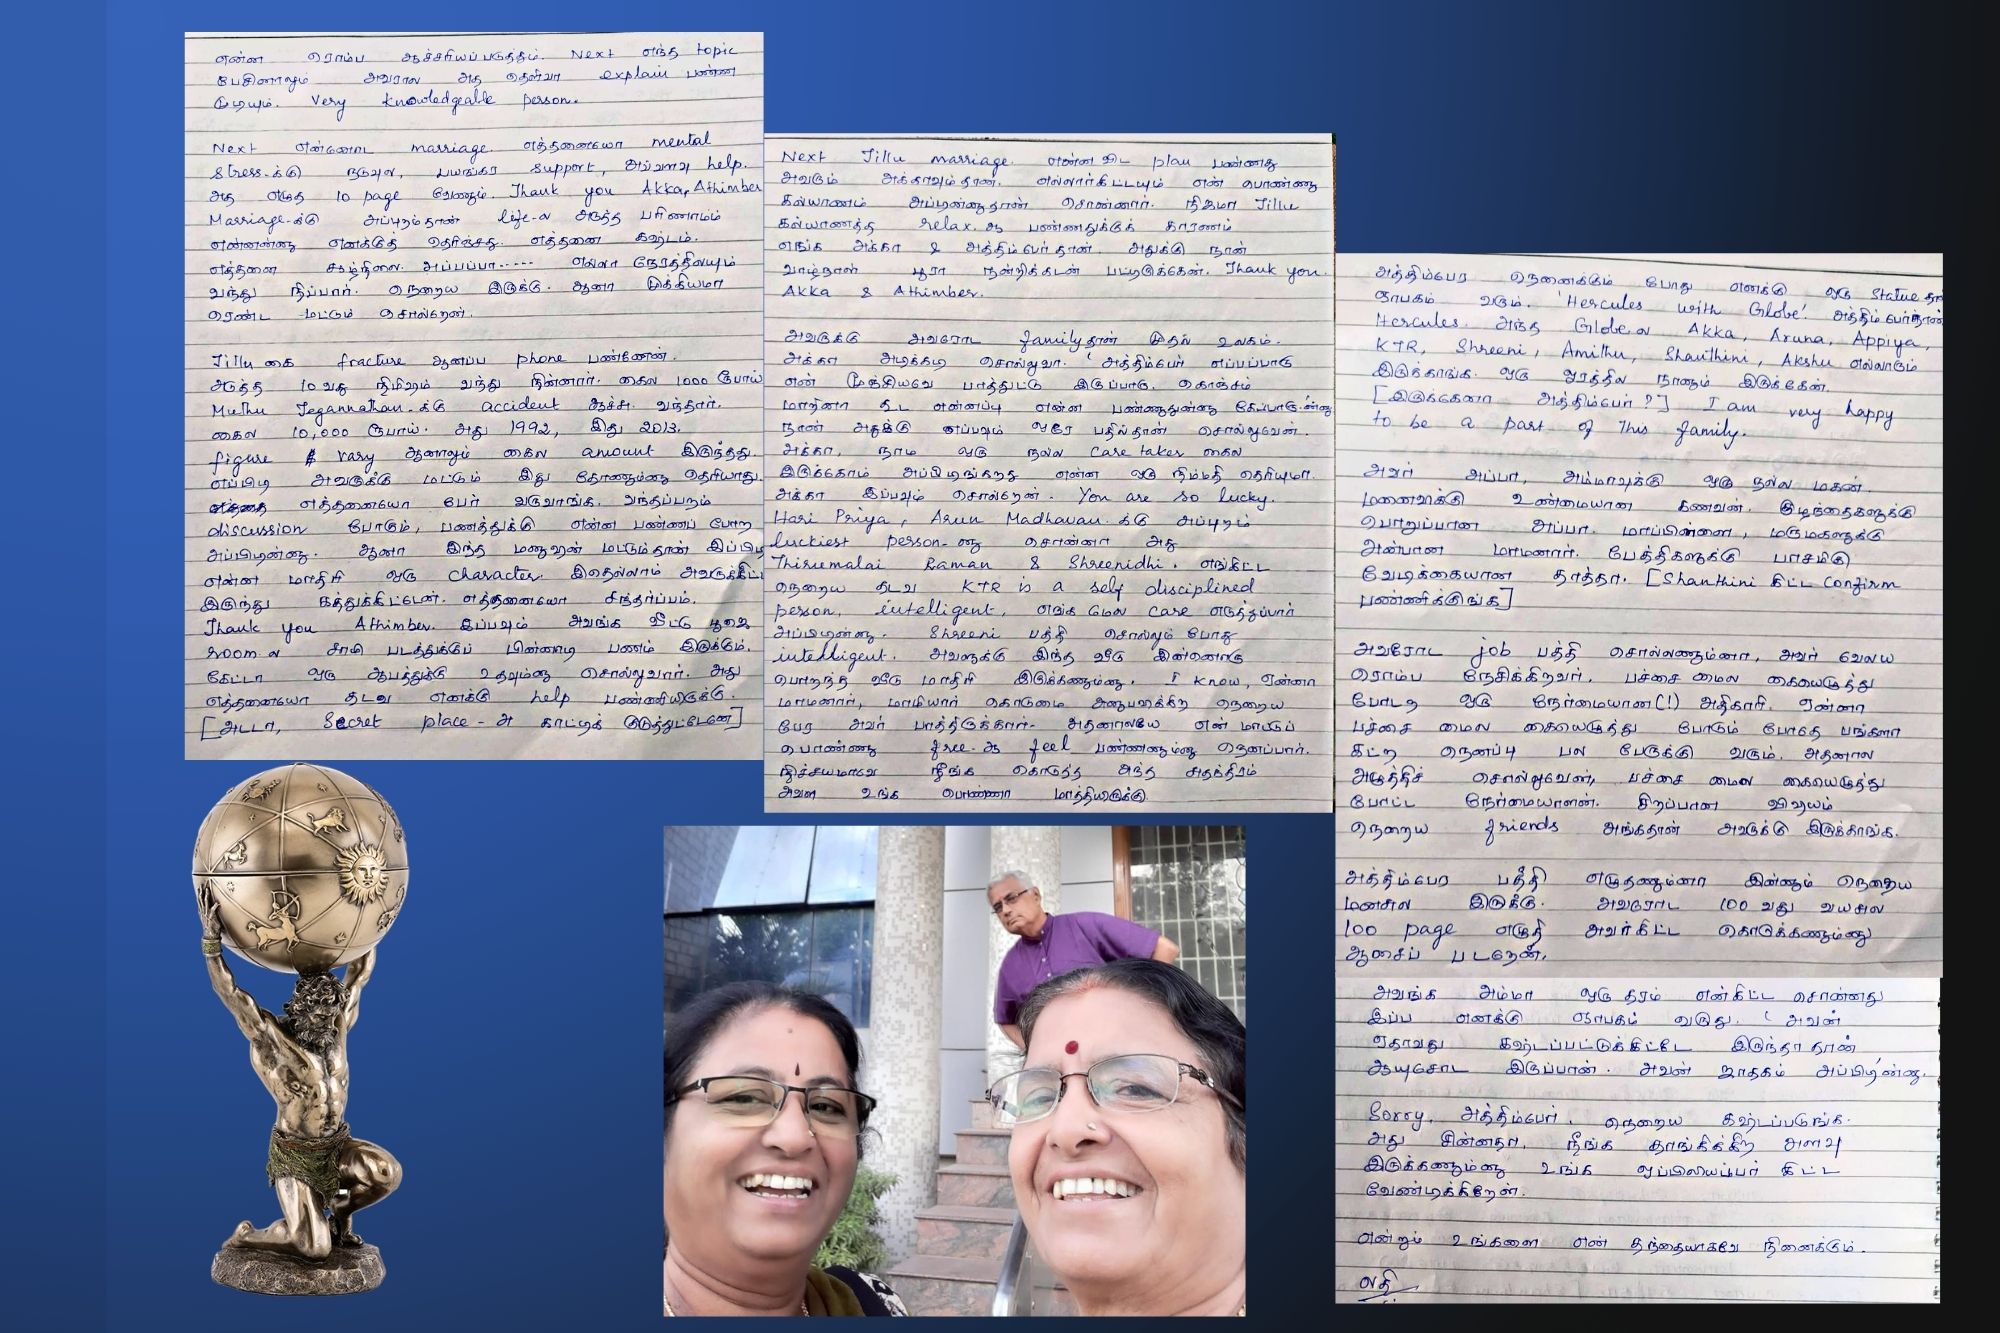 என்ன ரொம்ப ஆச்சரியப்படுத்தும். Next எந்த topic
பேசினாலும் அவரால அத தெளிவா explain பண்ண
முடியும். Very knowledgeable person.
Next என்னோட marriage. எத்தனையோ mental
stress-க்கு நடுவுல, பயங்கர support, அவ்வளவு help.
அத எழுத 10 page வேணும். Thank you Akka, Athimber
Marriage-க்கு அப்புறம்தான் life-ல அடுத்த பரிணாமம்
என்னன்னு எனக்குத் தெரிஞ்சது. எத்தனை கஷ்டம்.
எத்தனை சூழ்நிலை. அப்பப்பா..... எல்லா நேரத்திலயும்
வந்து நிப்பார். நெறைய இருக்கு. ஆனா முக்கியமா
ரெண்ட மட்டும் சொல்றேன்.
Jillu கை fracture ஆனப்ப phone பண்ணேன்.
அடுத்த 10வது நிமிஷம் வந்து நின்னார். கைல 1000 ரூபாய்
Muthu Jegannathan-க்கு accident ஆச்சு. வந்தார்.
கைல 10,000 ரூபாய். அது 1992, இது 2013.
figure vary ஆனாலும் கைல amount இருந்தது.
எப்பிடி அவருக்கு மட்டும் இது தோணும்னு தெரியாது.
எத்தனையோ பேர் வருவாங்க. வந்தப்புறம்
discussion போகும், பணத்துக்கு என்ன பண்ணப் போற
அப்பிடின்னு. ஆனா இந்த மனுஷன் மட்டும்தான் இப்பிடி
என்ன மாதிரி ஒரு character. இதெல்லாம் அவருக்கிட்ட
இருந்து கத்துக்கிட்டேன். எத்தனையோ சந்தர்ப்பம்.
Thank you Athimber. இப்பவும் அவங்க வீட்டு பூஜை
room ல சாமி படத்துக்குப் பின்னாடி பணம் இருக்கும்.
கேட்டா ஒரு ஆபத்துக்கு உதவும்னு சொல்லுவார். அது
எத்தனையோ தடவ எனக்கு help பண்ணியிருக்கு.
[அடடா, Secret place-அ காட்டிக் குடுத்துட்டேனே]
Next Jillu marriage. என்ன விட plan பண்ணது
அவரும் அக்காவும்தான். எல்லார்கிட்டயும் என் பொண்ணு
கல்யாணம் அப்டின்னுதான் சொன்னார். நிஜமா Jillu
கல்யாணத்த relax ஆ பண்ணதுக்குக் காரணம்
எங்க அக்கா & அத்திம்பேர்தான். அதுக்கு நான்
வாழ்நாள் பூரா நன்றிக்கடன் பட்டிருக்கேன். Thank you
Akka & Athimber.
அவருக்கு அவரோட familyதான் முதல் உலகம்.
அக்கா அடிக்கடி சொல்லுவா. 'அத்திம்பேர் எப்பப்பாரு
என் மூஞ்சியவே பாத்துட்டு இருப்பாரு. கொஞ்சம்
மாறினா கூட என்னப்டி என்ன பண்ணுதுன்னு கேப்பாரு'ன்னு
நான் அதுக்கு எப்பவும் ஒரே பதில்தான் சொல்லுவேன்.
அக்கா, நாம ஒரு நல்ல care taker கைல
இருக்கோம் அப்பிடிங்கறத என்ன ஒரு நிம்மதி தெரியுமா.
அக்கா இப்பவும் சொல்றேன். You are so lucky.
Hari Priya, Arun Madhavan க்கு அப்புறம்
luckiest person-னு சொன்னா அது
Thirumalai Raman & Shreenidhi. எங்கிட்ட
நெறைய தடவ KTR is a self disciplined
person, intelligent, எங்க மேல care எடுத்துப்பார்
அப்பிடின்னு. Shreeni பத்தி சொல்லும் போது
intelligent. அவளுக்கு இந்த வீடு இன்னொரு
பொறந்த வீடு மாதிரி இருக்கணும்னு. I know, ஏன்னா
மாமனார், மாமியார் கொடுமை அனுபவிக்கிற நெறைய
பேர அவர் பாத்திருக்கார். அதனாலயே என் மாட்டுப்
பொண்ணு free-ஆ feel பண்ணணும்னு நெனப்பார்.
நிச்சயமாவே நீங்க கொடுத்த அந்த சுதந்திரம்
அவள உங்க பொண்ணா மாத்தியிருக்கு
அத்திம்பேர நெனைக்கும் போது எனக்கு ஒரு statue தா
ஞாபகம் வரும். 'Hercules with Globe'. அத்திம்பேர்தான்
Hercules. அந்த Globeல Akka, Aruna, Appiya,
KTR, Shreeni, Amithu, Shanthini, Akshu எல்லாரும்
இருக்காங்க. ஒரு ஓரத்தில நானும் இருக்கேன்.
[இருக்கேனா அத்திம்பேர்?] I am very happy
to be a part of This family.
அவர் அப்பா, அம்மாவுக்கு ஒரு நல்ல மகன்.
மனைவிக்கு உண்மையான கணவன். குழந்தைகளுக்கு
பொறுப்பான அப்பா. மாப்பிள்ளை, மருமகளுக்கு
அன்பான மாமனார். பேத்திகளுக்கு பாசமிகு
வேடிக்கையான தாத்தா. [Shanthini கிட்ட confirm
பண்ணிக்குங்க]
அவரோட job பத்தி சொல்லணும்னா, அவர் வேலய
ரொம்ப நேசிக்கிறவர். பச்சை மைல கையெழுத்து
போடற ஒரு நேர்மையான(!) அதிகாரி. ஏன்னா
பச்சை மைல கையெழுத்து போடும் போதே பங்களா
கட்ற நெனப்பு பல பேருக்கு வரும். அதனால
அழுத்திச் சொல்லுவேன், பச்சை மைல கையெழுத்து
போட்ட நேர்மையாளன். சிறப்பான விஷயம்
நெறைய friends அங்கதான் அவருக்கு இருக்காங்க.
அத்திம்பேர பத்தி எழுதணும்னா இன்னும் நெறைய
மனசுல இருக்கு. அவரோட 100 வது வயசுல
100 page எழுதி அவர்கிட்ட கொடுக்கணும்னு
ஆசைப் படறேன்.
அவங்க அம்மா ஒரு தரம் என்கிட்ட சொன்னது
இப்ப எனக்கு ஞாபகம் வருது. 'அவன்
ஏதாவது கஷ்டப்பட்டுக்கிட்டே இருந்தாதான்
ஆயுசோட இருப்பான். அவன் ஜாதகம் அப்பிடி'ன்னு.
Sorry, அத்திம்பேர். நெறைய கஷ்டப்படுங்க.
அது சின்னதா, நீங்க தாங்கிக்கிற அளவு
இருக்கணும்னு உங்க ஒப்பிலியப்பர் கிட்ட
வேண்டிக்கிறேன்.
என்றும் உங்களை என் தந்தையாகவே நினைக்கும்.